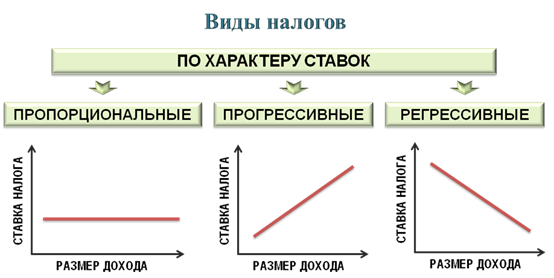 Виды налогов
ПО ХАРАКТЕРУ СТАВОК
ПРОПОРЦИОНАЛЬНЫЕ
ПРОГРЕССИВНЫЕ
РЕГРЕССИВНЫЕ
СТАВКА НАЛОГА
РАЗМЕР ДОХОДА
СТАВКА НАЛОГА
РАЗМЕР ДОХОДА
СТАВКА НАЛОГА
РАЗМЕР ДОХОДА